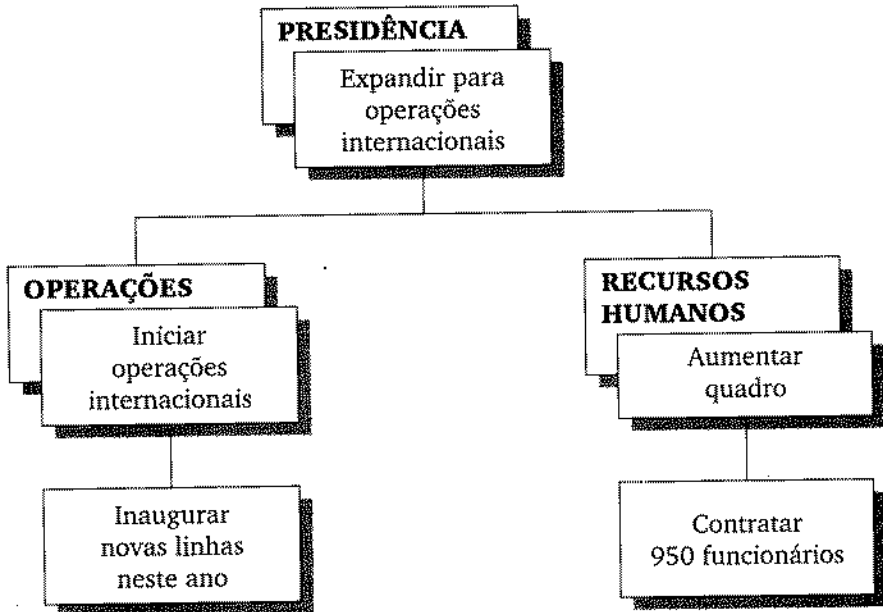 PRESIDÊNCIA
Expandir para
operações
internacionais
OPERAÇÕES
Iniciar
operações
internacionais
Inaugurar
novas linhas
neste ano
RECURSOS
HUMANOS
Aumentar
quadro
Contratar
950 funcionários